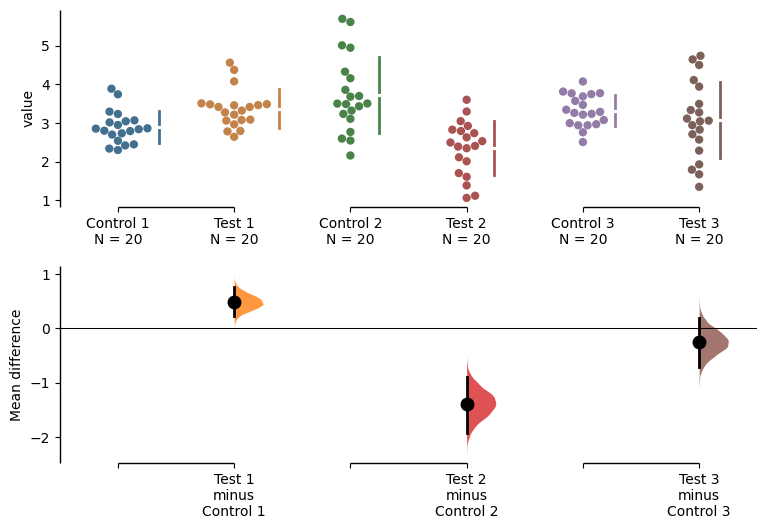 5
4
3
2
1
value
Control 1 Test 1 Control 2 Test 2 Control 3 Test 3
N = 20 N = 20 N = 20 N = 20 N = 20 N = 20
1
0
−1
−2
Mean difference
Test 1 Test 2 Test 3
minus minus minus
Control 1 Control 2 Control 3